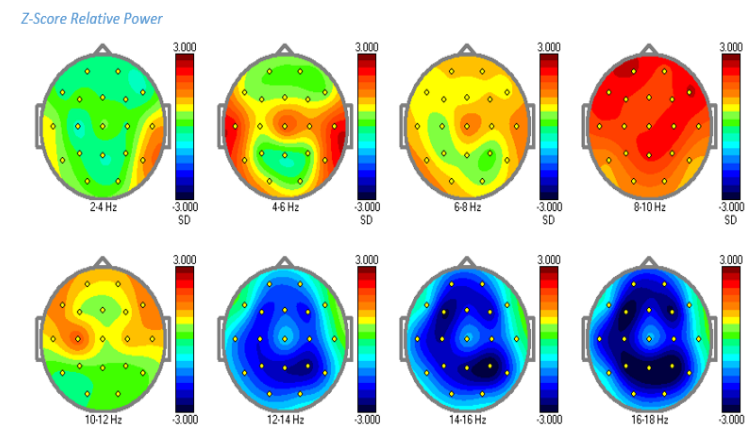 Z-Score Relative Power
3.000 3.000 3.000 3.000
-3.000 -3.000 -3.000 -3.000
2-4 Hz SD 4-6 Hz SD 6-8 Hz SD 8-10 Hz SD
3.000 3.000 3.000 3.000
-3.000 -3.000 -3.000 -3.000
10-12 Hz 12-14 Hz 14-16 Hz 16-18 Hz